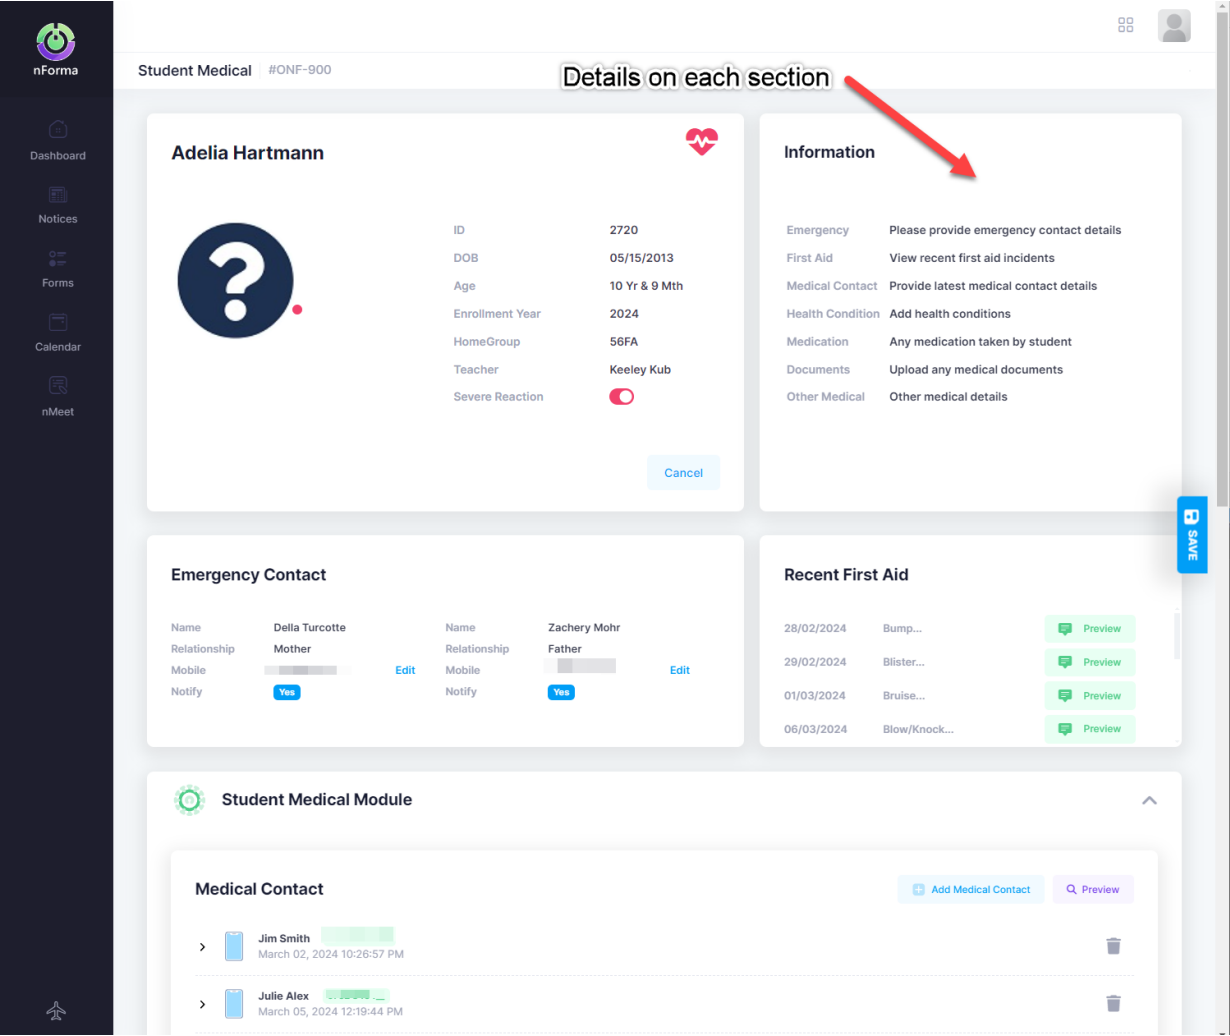 nForma
Student Medical #ONF-900
Details on each section
Dashboard
Notices
Forms
Calendar
nMeet
Adelia Hartmann
ID 2720
DOB 05/15/2013
Age 10 Yr & 9 Mth
Enrollment Year 2024
HomeGroup 56FA
Teacher Keeley Kub
Severe Reaction
Cancel
Information
Emergency Please provide emergency contact details
First Aid View recent first aid incidents
Medical Contact Provide latest medical contact details
Health Condition Add health conditions
Medication Any medication taken by student
Documents Upload any medical documents
Other Medical Other medical details
SAVE
Emergency Contact
Name Della Turcotte Name Zachery Mohr
Relationship Mother Relationship Father
Mobile Edit Mobile Edit
Notify Yes Notify Yes
Recent First Aid
28/02/2024 Bump... Preview
29/02/2024 Blister... Preview
01/03/2024 Bruise... Preview
06/03/2024 Blow/Knock... Preview
Student Medical Module
Medical Contact Add Medical Contact Preview
Jim Smith
March 02, 2024 10:26:57 PM
Julie Alex
March 05, 2024 12:19:44 PM